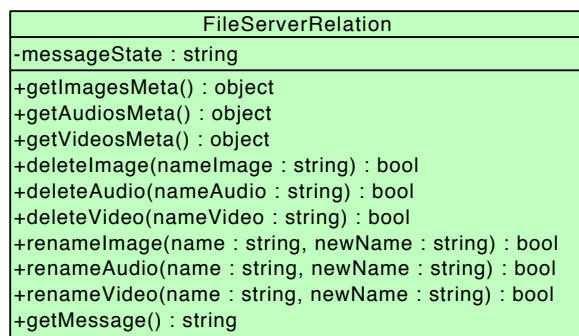 FileServerRelation
-messageState : string
+getImagesMeta() : object
+getAudiosMeta() : object
+getVideosMeta() : object
+deleteImage(nameImage : string) : bool
+deleteAudio(nameAudio : string) : bool
+deleteVideo(nameVideo : string) : bool
+renameImage(name : string, newName : string) : bool
+renameAudio(name : string, newName : string) : bool
+renameVideo(name : string, newName : string) : bool
+getMessage() : string